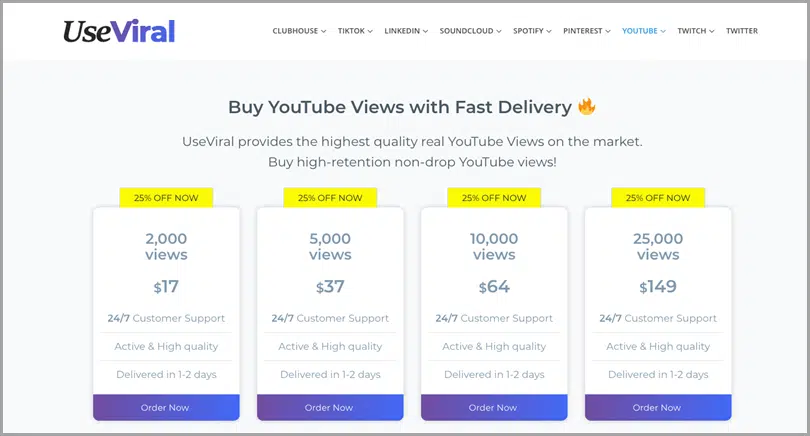 UseViral
CLUBHOUSE TIKTOK LINKEDIN SOUNDCLOUD SPOTIFY PINTEREST YOUTUBE TWITCH TWITTER
Buy YouTube Views with Fast Delivery 🔥
UseViral provides the highest quality real YouTube Views on the market.
Buy high-retention non-drop YouTube views!
25% OFF NOW
2,000
views
$17
24/7 Customer Support
Active & High quality
Delivered in 1-2 days
Order Now
25% OFF NOW
5,000
views
$37
24/7 Customer Support
Active & High quality
Delivered in 1-2 days
Order Now
25% OFF NOW
10,000
views
$64
24/7 Customer Support
Active & High quality
Delivered in 1-2 days
Order Now
25% OFF NOW
25,000
views
$149
24/7 Customer Support
Active & High quality
Delivered in 1-2 days
Order Now